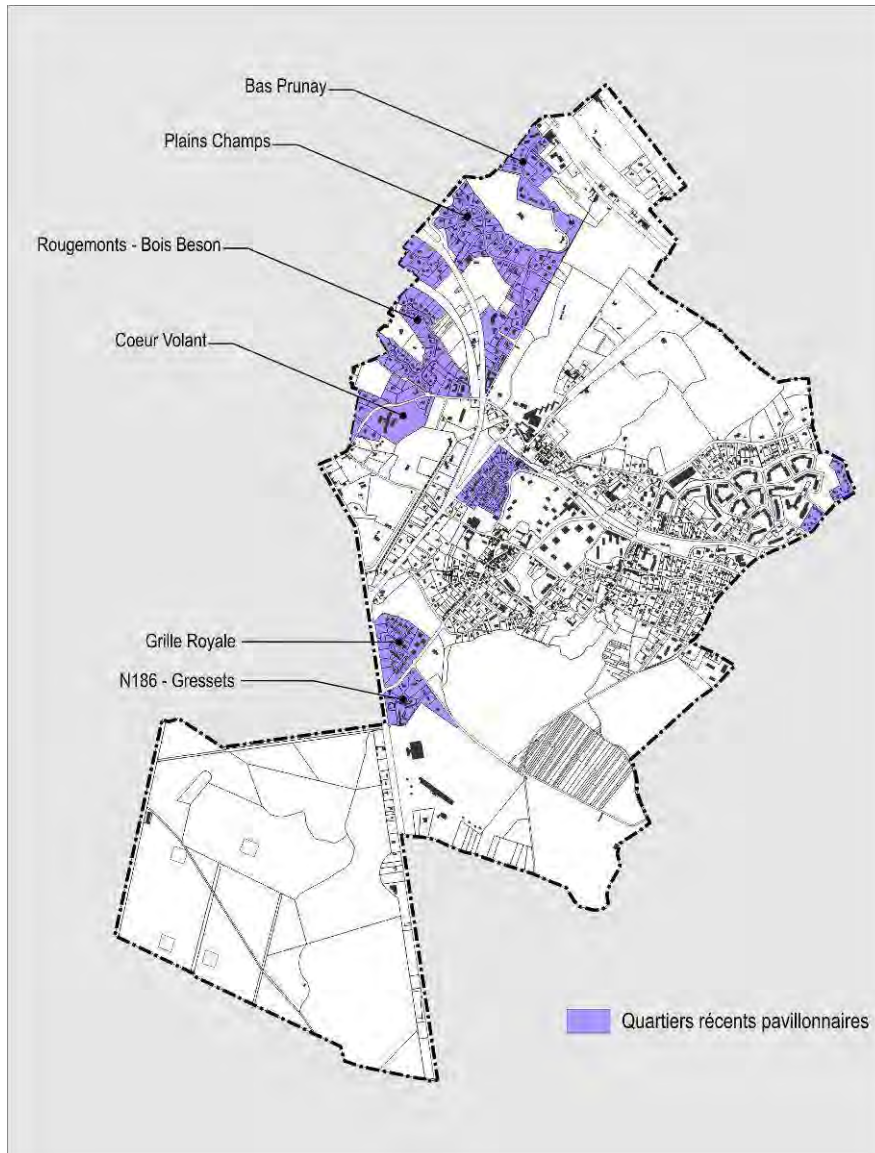 Bas Prunay
Plains Champs
Rougemonts - Bois Beson
Coeur Volant
Grille Royale
N186 - Gressets
Quartiers récents pavillonnaires